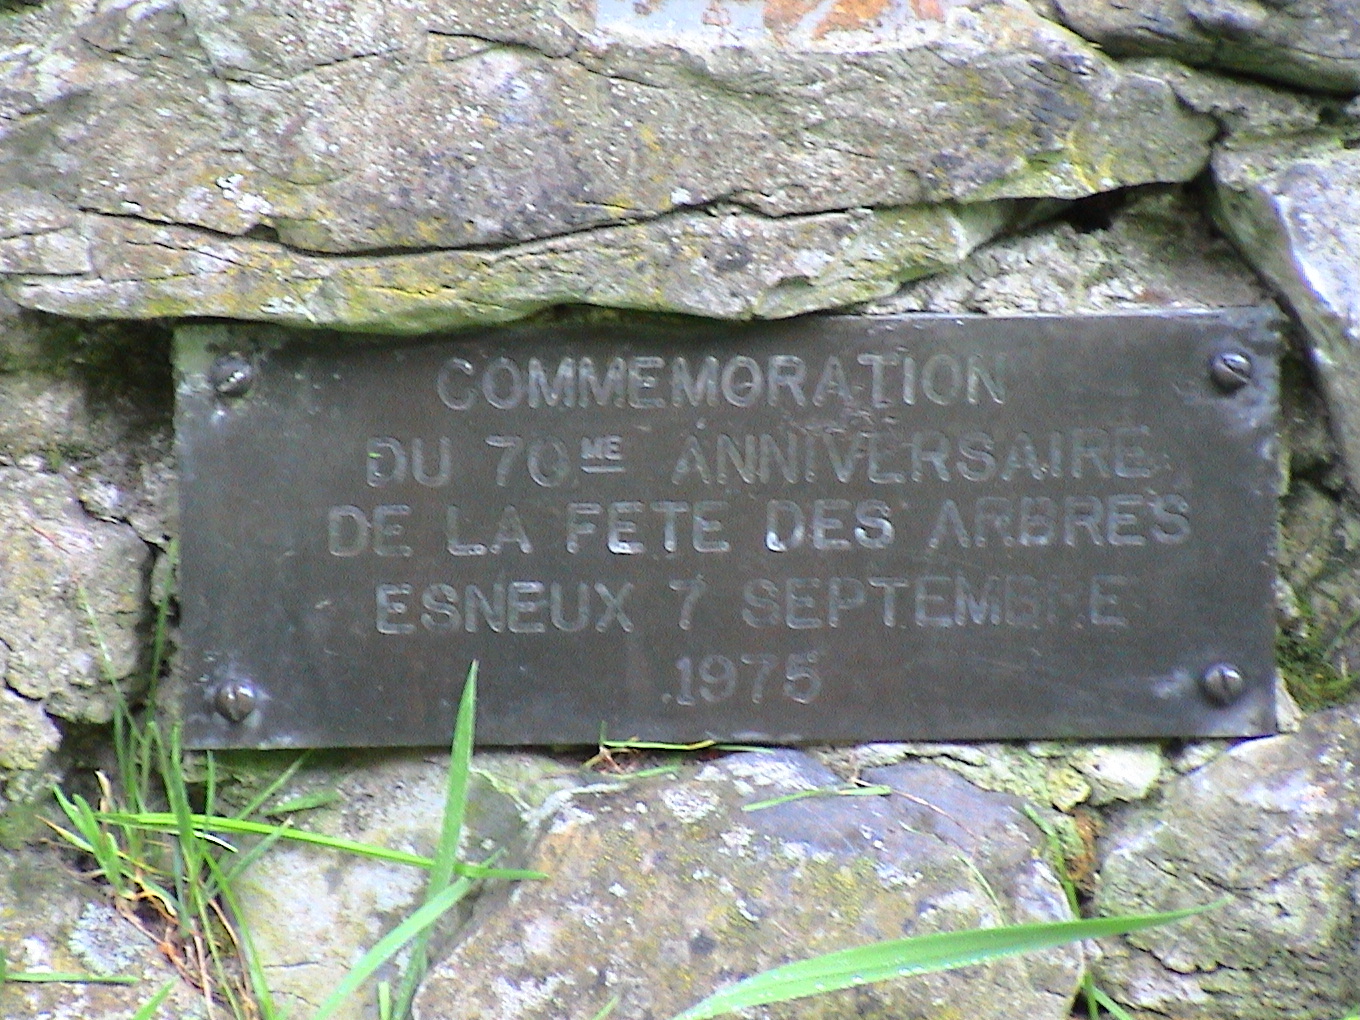 COMMEMORATION
DU 70ME ANNIVERSAIRE
DE LA FETE DES ARBRES
ESNEUX 7 SEPTEMBRE
1975